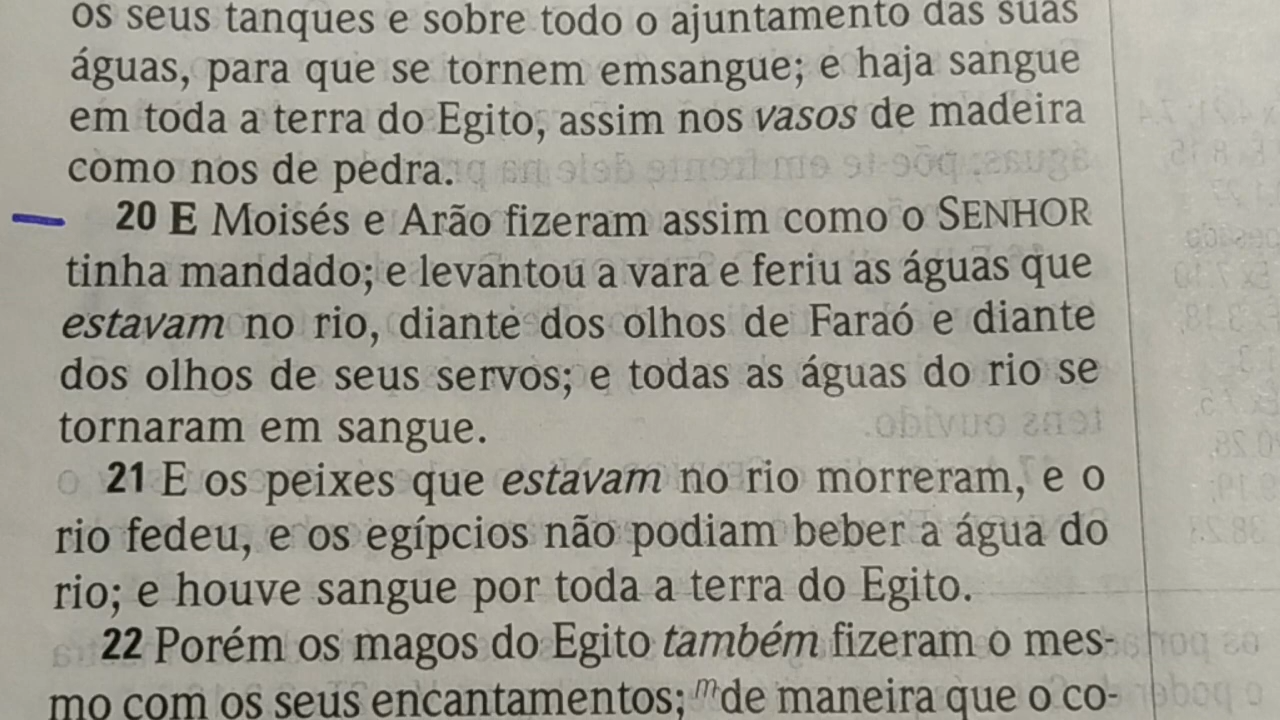 os seus tanques e sobre todo o ajuntamento das suas
águas, para que se tornem emsangue; e haja sangue
em toda a terra do Egito, assim nos vasos de madeira
como nos de pedra.
20 E Moisés e Arão fizeram assim como o SENHOR
tinha mandado; e levantou a vara e feriu as águas que
estavam no rio, diante dos olhos de Faraó e diante
dos olhos de seus servos; e todas as águas do rio se
tornaram em sangue.
21 E os peixes que estavam no rio morreram, e o
rio fedeu, e os egípcios não podiam beber a água do
rio; e houve sangue por toda a terra do Egito.
22 Porém os magos do Egito também fizeram o mes-
mo com os seus encantamentos; m de maneira que o co-